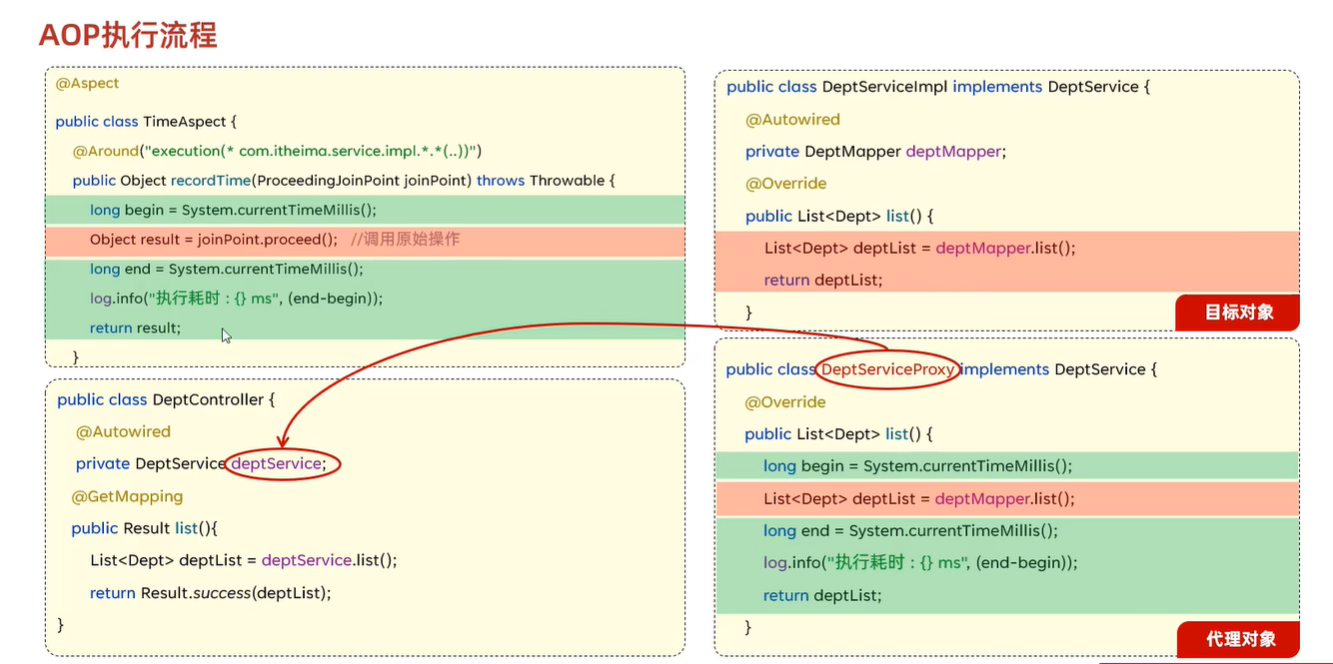 AOP执行流程
@Aspect
public class TimeAspect {
@Around("execution(* com.itheima.service.impl.*.*(..))")
public Object recordTime(ProceedingJoinPoint joinPoint) throws Throwable {
long begin = System.currentTimeMillis();
Object result = joinPoint.proceed(); //调用原始操作
long end = System.currentTimeMillis();
log.info("执行耗时 : {} ms", (end-begin));
return result;
}
public class DeptController {
@Autowired
private DeptService deptService;
@GetMapping
public Result list(){
List<Dept> deptList = deptService.list();
return Result.success(deptList);
}
public class DeptServiceImpl implements DeptService {
@Autowired
private DeptMapper deptMapper;
@Override
public List<Dept> list() {
List<Dept> deptList = deptMapper.list();
return deptList;
}
目标对象
public class DeptServiceProxy implements DeptService {
@Override
public List<Dept> list() {
long begin = System.currentTimeMillis();
List<Dept> deptList = deptMapper.list();
long end = System.currentTimeMillis();
log.info("执行耗时 : {} ms", (end-begin));
return deptList;
}
代理对象